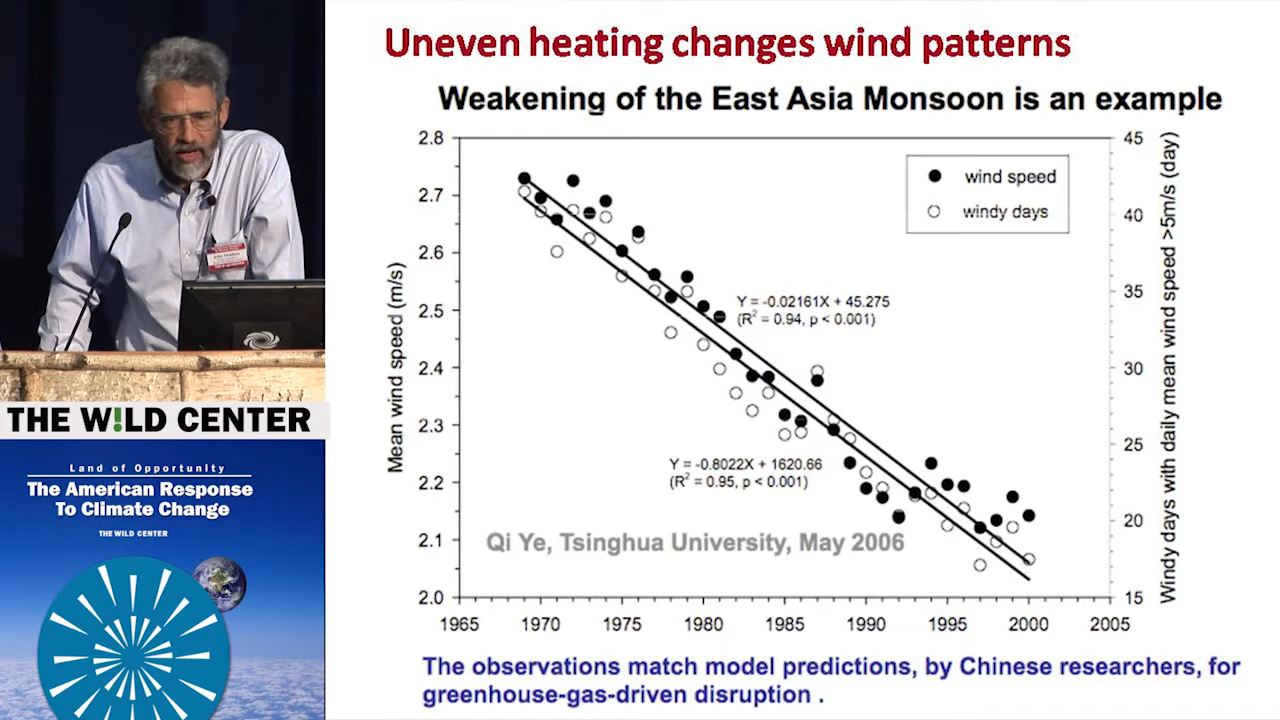 Uneven heating changes wind patterns
Weakening of the East Asia Monsoon is an example
2.8
2.7
2.6
2.5
2.4
2.3
2.2
2.1
2.0
Mean wind speed (m/s)
45
40
35
30
25
20
15
Windy days with daily mean wind speed >5m/s (day)
wind speed
windy days
Y = -0.02161X + 45.275
(R² = 0.94, p < 0.001)
Y = -0.8022X + 1620.66
(R² = 0.95, p < 0.001)
Qi Ye, Tsinghua University, May 2006
1965 1970 1975 1980 1985 1990 1995 2000 2005
The observations match model predictions, by Chinese researchers, for
greenhouse-gas-driven disruption .
THE W!LD CENTER
Land of Opportunity
The American Response
To Climate Change
THE WILD CENTER